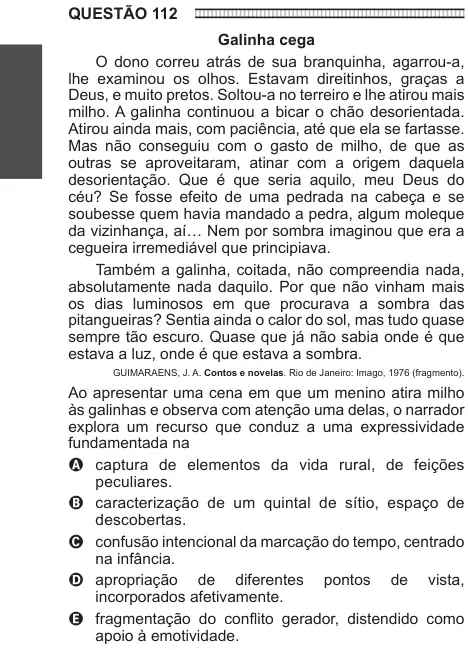 QUESTÃO 112
Galinha cega
O dono correu atrás de sua branquinha, agarrou-a,
lhe examinou os olhos. Estavam direitinhos, graças a
Deus, e muito pretos. Soltou-a no terreiro e lhe atirou mais
milho. A galinha continuou a bicar o chão desorientada.
Atirou ainda mais, com paciência, até que ela se fartasse.
Mas não conseguiu com o gasto de milho, de que as
outras se aproveitaram, atinar com a origem daquela
desorientação. Que é que seria aquilo, meu Deus do
céu? Se fosse efeito de uma pedrada na cabeça e se
soubesse quem havia mandado a pedra, algum moleque
da vizinhança, aí... Nem por sombra imaginou que era a
cegueira irremediável que principiava.
Também a galinha, coitada, não compreendia nada,
absolutamente nada daquilo. Por que não vinham mais
os dias luminosos em que procurava a sombra das
pitangueiras? Sentia ainda o calor do sol, mas tudo quase
sempre tão escuro. Quase que já não sabia onde é que
estava a luz, onde é que estava a sombra.
GUIMARAENS, J. A. Contos e novelas. Rio de Janeiro: Imago, 1976 (fragmento).
Ao apresentar uma cena em que um menino atira milho
às galinhas e observa com atenção uma delas, o narrador
explora um recurso que conduz a uma expressividade
fundamentada na
A captura de elementos da vida rural, de feições
peculiares.
B caracterização de um quintal de sítio, espaço de
descobertas.
C confusão intencional da marcação do tempo, centrado
na infância.
D apropriação de diferentes pontos de vista,
incorporados afetivamente.
E fragmentação do conflito gerador, distendido como
apoio à emotividade.